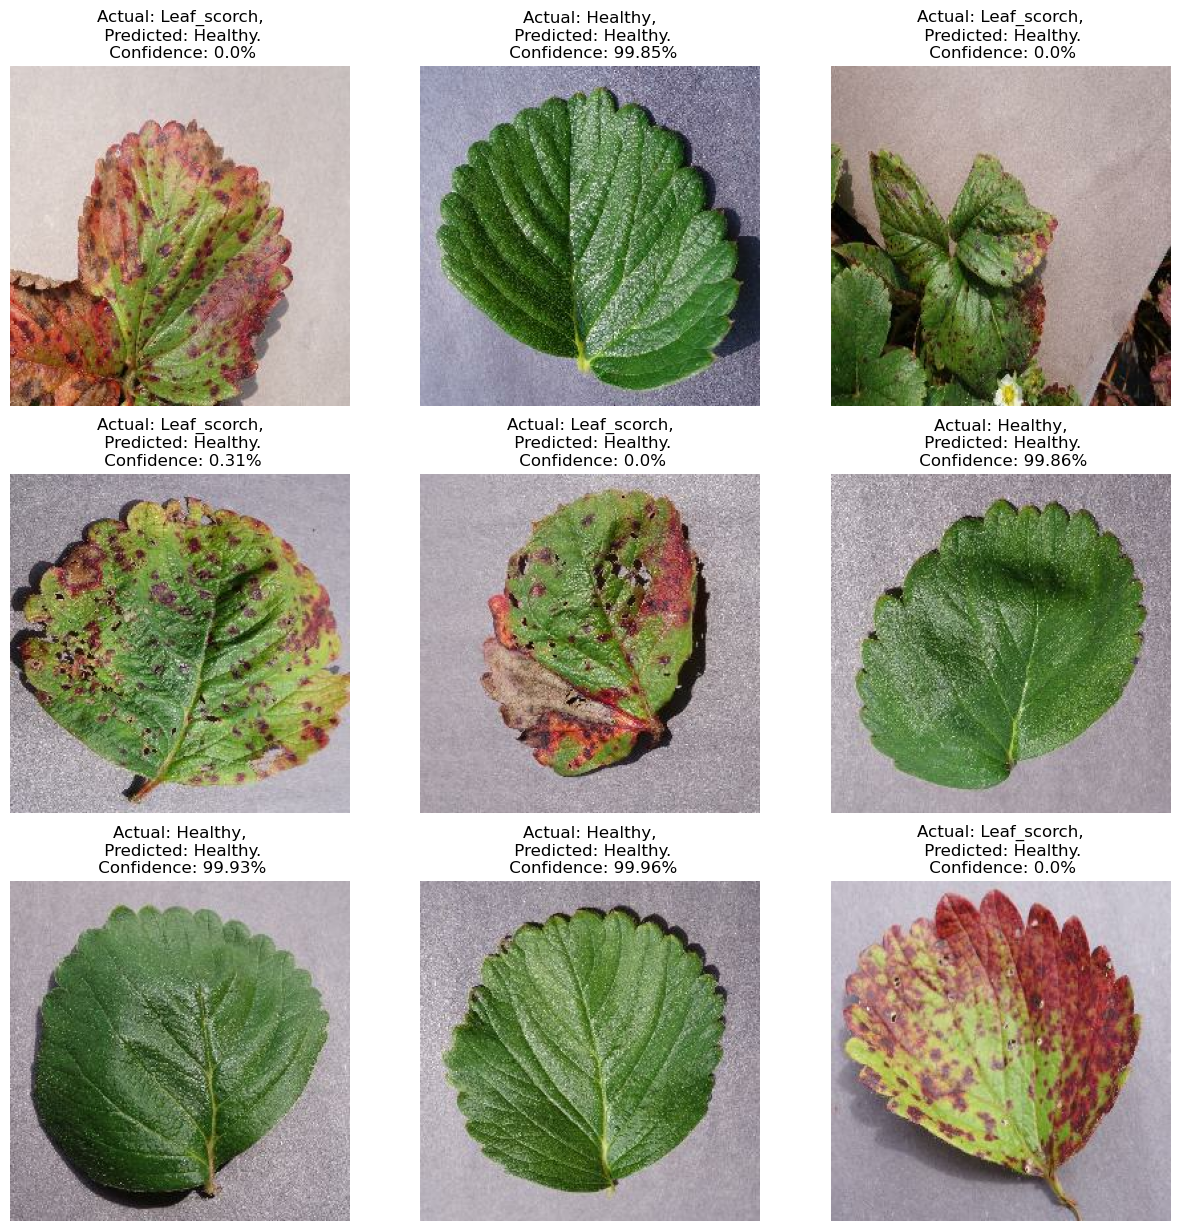 Actual: Leaf_scorch,
Predicted: Healthy.
Confidence: 0.0%
Actual: Healthy,
Predicted: Healthy.
Confidence: 99.85%
Actual: Leaf_scorch,
Predicted: Healthy.
Confidence: 0.0%
Actual: Leaf_scorch,
Predicted: Healthy.
Confidence: 0.31%
Actual: Leaf_scorch,
Predicted: Healthy.
Confidence: 0.0%
Actual: Healthy,
Predicted: Healthy.
Confidence: 99.86%
Actual: Healthy,
Predicted: Healthy.
Confidence: 99.93%
Actual: Healthy,
Predicted: Healthy.
Confidence: 99.96%
Actual: Leaf_scorch,
Predicted: Healthy.
Confidence: 0.0%